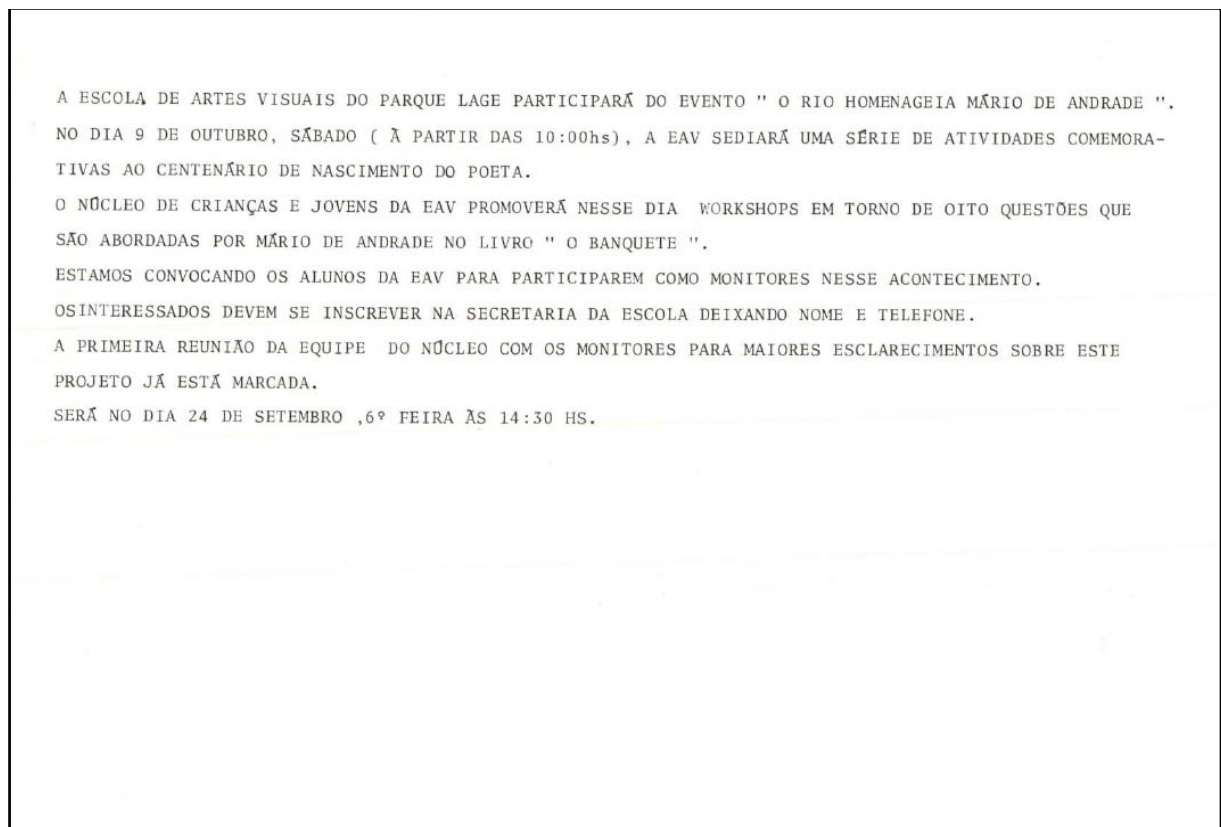 A ESCOLA DE ARTES VISUAIS DO PARQUE LAGE PARTICIPARÁ DO EVENTO " O RIO HOMENAGEIA MÁRIO DE ANDRADE ".
NO DIA 9 DE OUTUBRO, SÁBADO ( À PARTIR DAS 10:00hs), A EAV SEDIARÁ UMA SÉRIE DE ATIVIDADES COMEMORA-
TIVAS AO CENTENÁRIO DE NASCIMENTO DO POETA.
O NÚCLEO DE CRIANÇAS E JOVENS DA EAV PROMOVERÁ NESSE DIA  WORKSHOPS EM TORNO DE OITO QUESTÕES QUE
SÃO ABORDADAS POR MÁRIO DE ANDRADE NO LIVRO " O BANQUETE ".
ESTAMOS CONVOCANDO OS ALUNOS DA EAV PARA PARTICIPAREM COMO MONITORES NESSE ACONTECIMENTO.
OSINTERESSADOS DEVEM SE INSCREVER NA SECRETARIA DA ESCOLA DEIXANDO NOME E TELEFONE.
A PRIMEIRA REUNIÃO DA EQUIPE  DO NÚCLEO COM OS MONITORES PARA MAIORES ESCLARECIMENTOS SOBRE ESTE
PROJETO JÁ ESTÁ MARCADA.
SERÁ NO DIA 24 DE SETEMBRO ,6º FEIRA ÀS 14:30 HS.